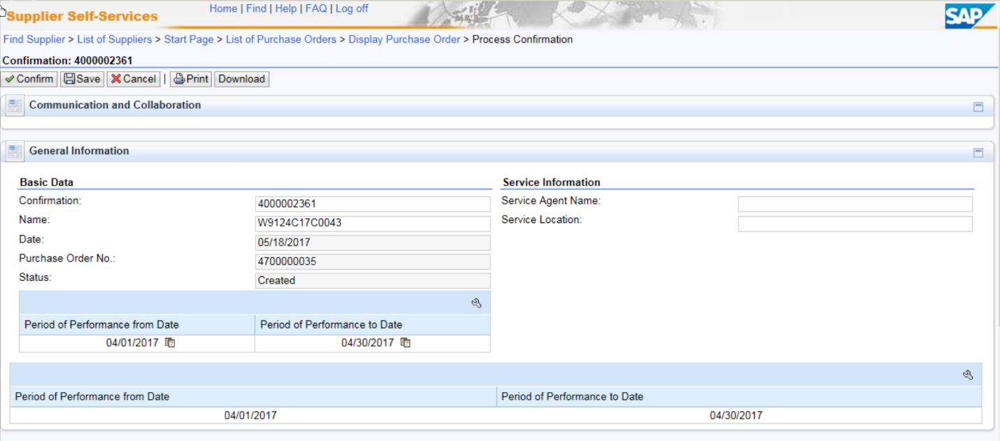 Supplier Self-Services
Home | Find | Help | FAQ | Log off
SAP
Find Supplier > List of Suppliers > Start Page > List of Purchase Orders > Display Purchase Order > Process Confirmation
Confirmation: 4000002361
Confirm Save Cancel | Print Download
Communication and Collaboration
General Information
Basic Data
Confirmation: 4000002361
Name: W9124C17C0043
Date: 05/18/2017
Purchase Order No.: 4700000035
Status: Created
Period of Performance from Date Period of Performance to Date
04/01/2017 04/30/2017
Service Information
Service Agent Name:
Service Location:
Period of Performance from Date Period of Performance to Date
04/01/2017 04/30/2017